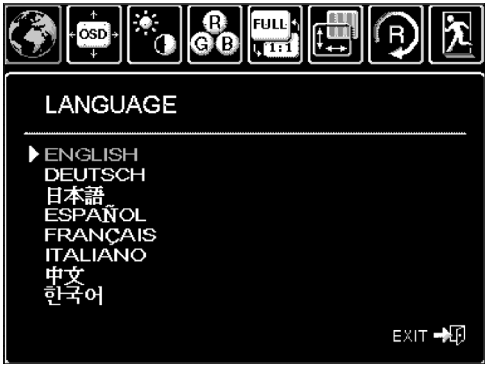 OSD
R
G B
FULL
1:1
R
LANGUAGE
ENGLISH
DEUTSCH
日本語
ESPAÑOL
FRANÇAIS
ITALIANO
中文
한국어
EXIT